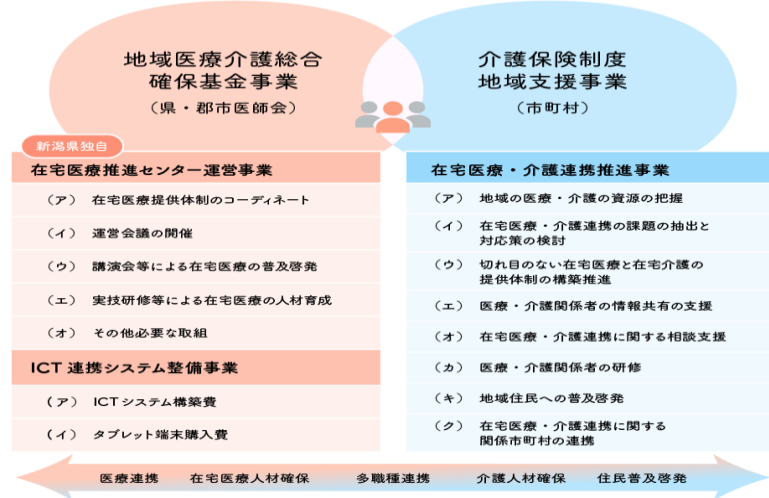 地域医療介護総合
確保基金事業
（県・郡市医師会）
介護保険制度
地域支援事業
（市町村）
新潟県独自
在宅医療推進センター運営事業
（ア） 在宅医療提供体制のコーディネート
（イ） 運営会議の開催
（ウ） 講演会等による在宅医療の普及啓発
（エ） 実技研修等による在宅医療の人材育成
（オ） その他必要な取組
ICT 連携システム整備事業
（ア） ICTシステム構築費
（イ） タブレット端末購入費
在宅医療・介護連携推進事業
（ア） 地域の医療・介護の資源の把握
（イ） 在宅医療・介護連携の課題の抽出と
対応策の検討
（ウ） 切れ目のない在宅医療と在宅介護の
提供体制の構築推進
（エ） 医療・介護関係者の情報共有の支援
（オ） 在宅医療・介護連携に関する相談支援
（カ） 医療・介護関係者の研修
（キ） 地域住民への普及啓発
（ク） 在宅医療・介護連携に関する
関係市町村の連携
医療連携 在宅医療人材確保 多職種連携 介護人材確保 住民普及啓発